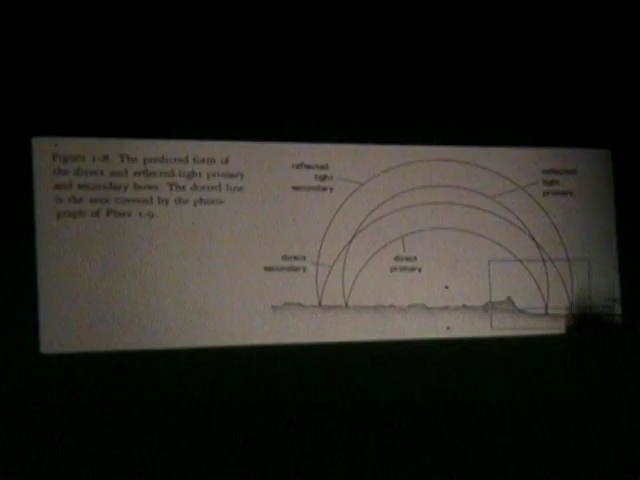 Figure 1-8. The predicted form of
the direct and reflected-light primary
and secondary bows. The dotted line
is the area covered by the photo-
graph of Plate 1-9.
reflected-
light
secondary
reflected-
light
primary
direct
secondary
direct
primary